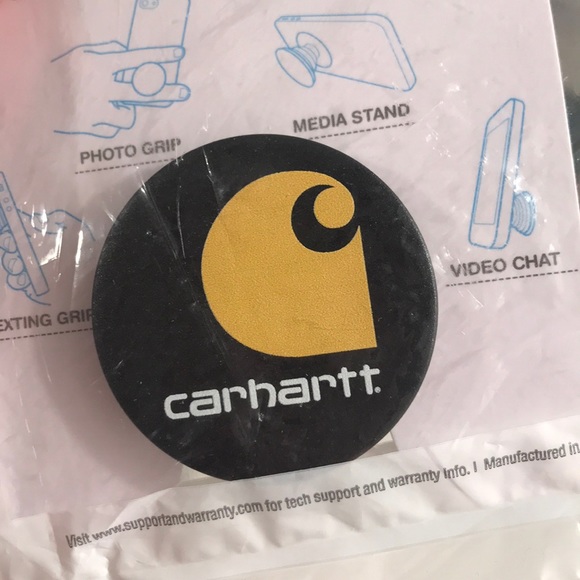 PHOTO GRIP
MEDIA STAND
VIDEO CHAT
EXTING GRIP
carhartt.
Visit www.supportandwarranty.com for tech support and warranty info. | Manufactured in